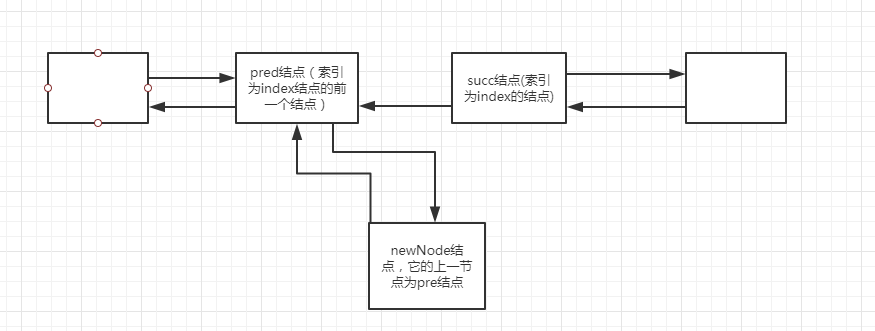 pred结点（索引
为index结点的前
一个结点）
succ结点(索引
为index的结点)
newNode结
点，它的上一节
点为pre结点